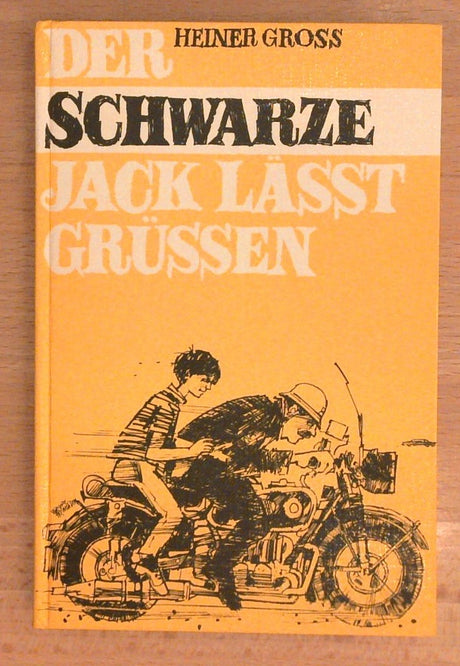 HEINER GROSS
DER
SCHWARZE
JACK LÄSST
GRÜSSEN